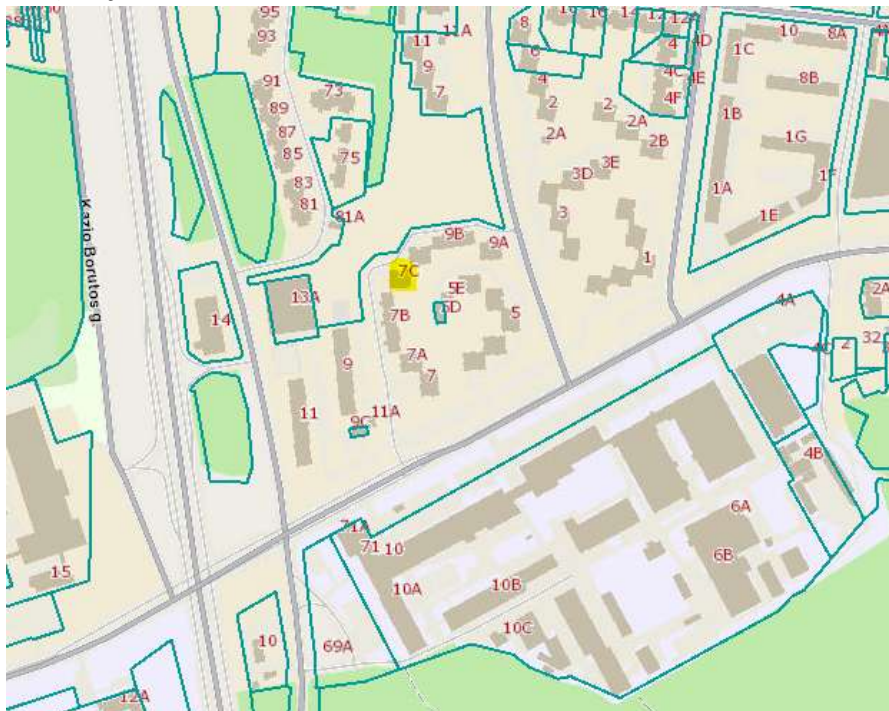 95
93
11A
11
9
7
8
6
4
2
2A
16
14
12
12A
4
4D
4C
4E
4F
2
2A
2B
10
8A
1C
8B
1B
1G
1F
1A
1E
91
89
87
85
83
81
81A
73
75
3E
3D
3
1
9B
9A
7C
5E
5D
5
7B
7A
7
Kazio Borutos g.
14
13A
9
11
11A
9C
4A
2A
2
32
4B
6A
6B
71A
71
10
10A
10B
10C
69A
15
10
12A